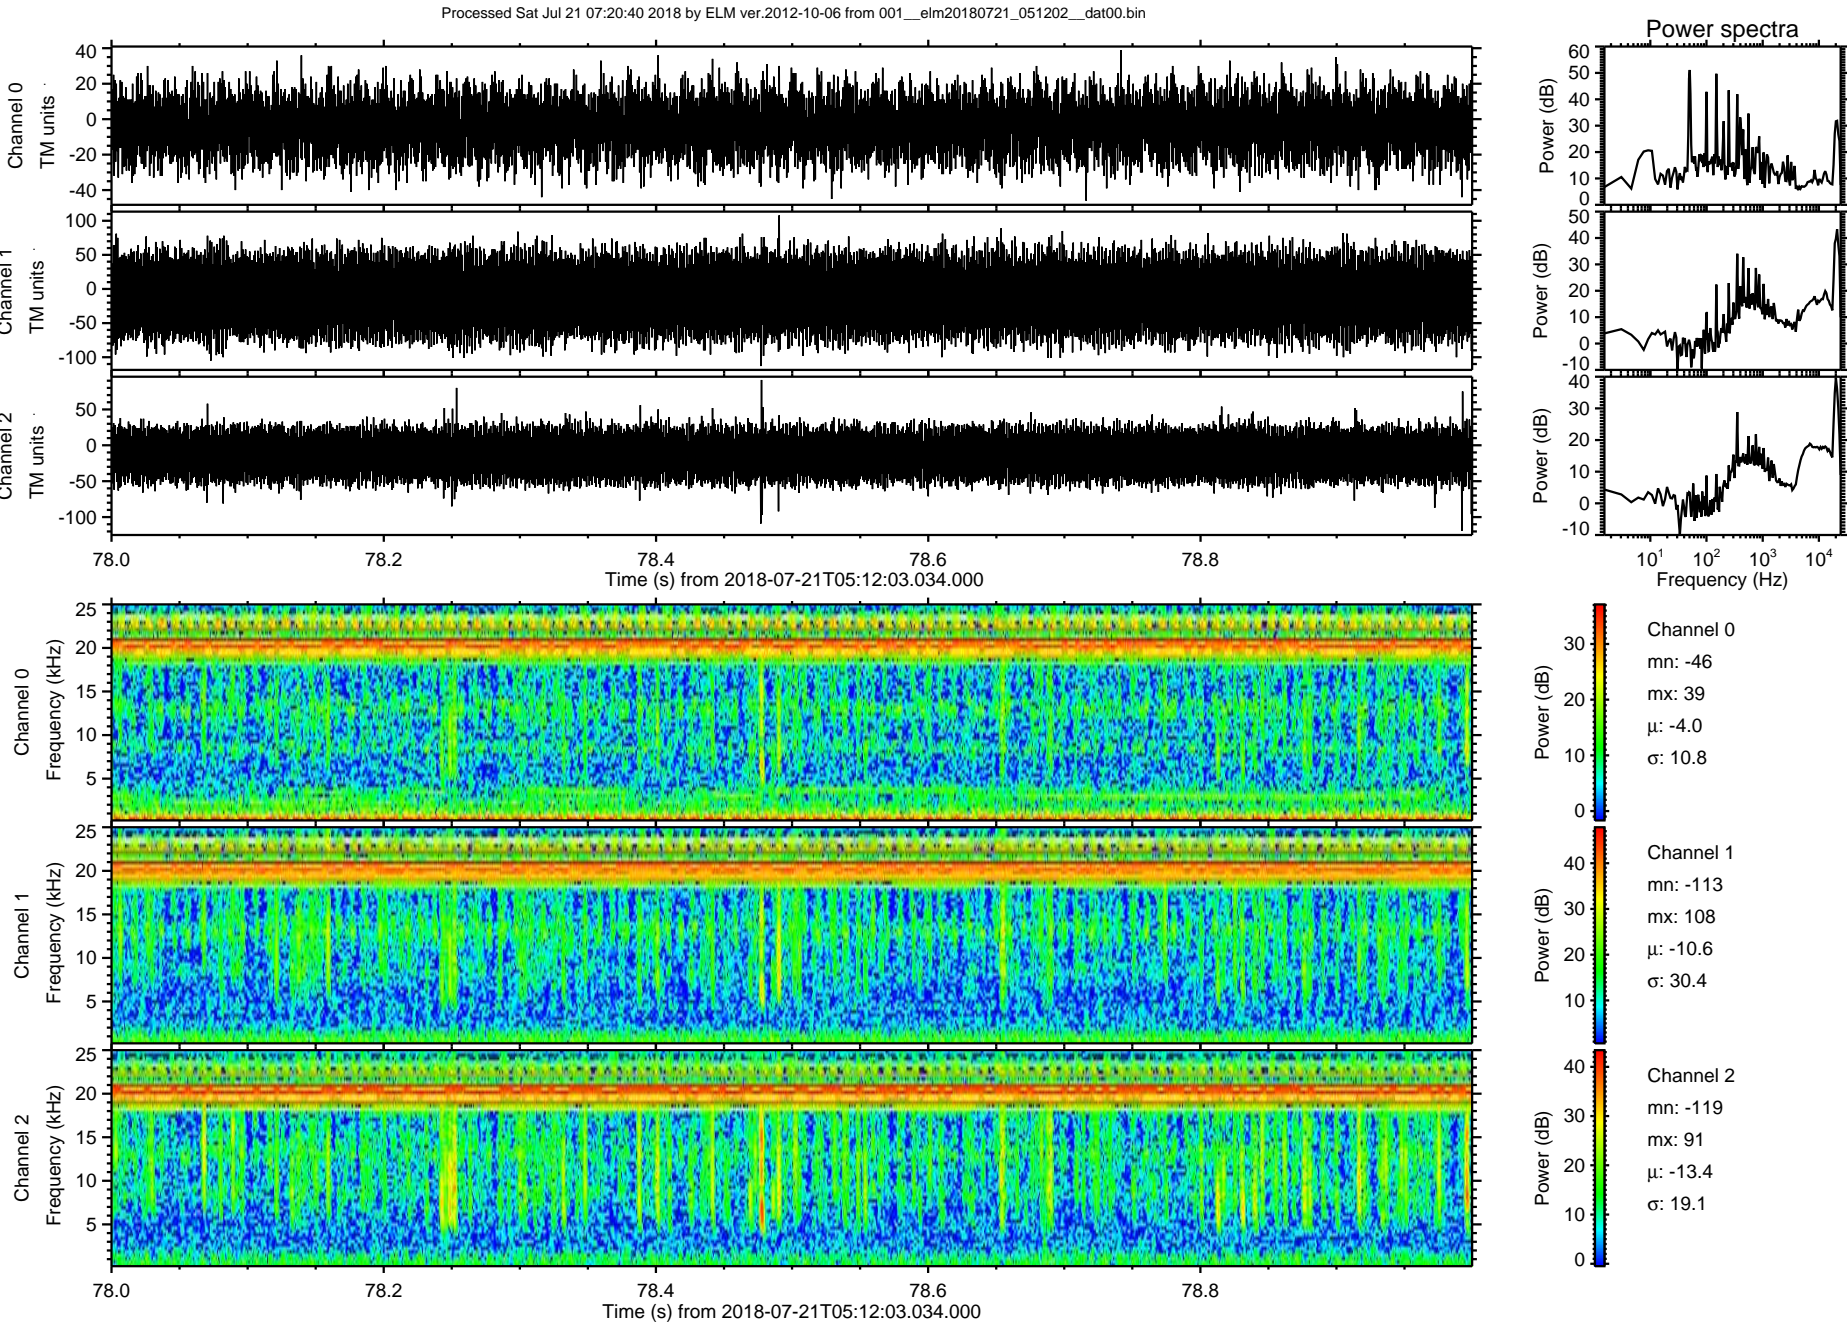 Processed Sat Jul 21 07:20:40 2018 by ELM ver.2012-10-06 from 001__elm20180721_051202__dat00.bin
Power spectra
Channel 0
TM units
40
20
0
-20
-40
Power (dB)
60
50
40
30
20
10
0
Channel 1
TM units
100
50
0
-50
-100
Power (dB)
50
40
30
20
10
0
-10
Channel 2
TM units
50
0
-50
-100
Power (dB)
40
30
20
10
0
-10
78.0 78.2 78.4 78.6 78.8
Time (s) from 2018-07-21T05:12:03.034.000
10^1 10^2 10^3 10^4
Frequency (Hz)
Channel 0
Frequency (kHz)
25
20
15
10
5
Power (dB)
30
20
10
0
Channel 0
mn: -46
mx: 39
μ: -4.0
σ: 10.8
Channel 1
Frequency (kHz)
25
20
15
10
5
Power (dB)
40
30
20
10
Channel 1
mn: -113
mx: 108
μ: -10.6
σ: 30.4
Channel 2
Frequency (kHz)
25
20
15
10
5
Power (dB)
40
30
20
10
0
Channel 2
mn: -119
mx: 91
μ: -13.4
σ: 19.1
78.0 78.2 78.4 78.6 78.8
Time (s) from 2018-07-21T05:12:03.034.000